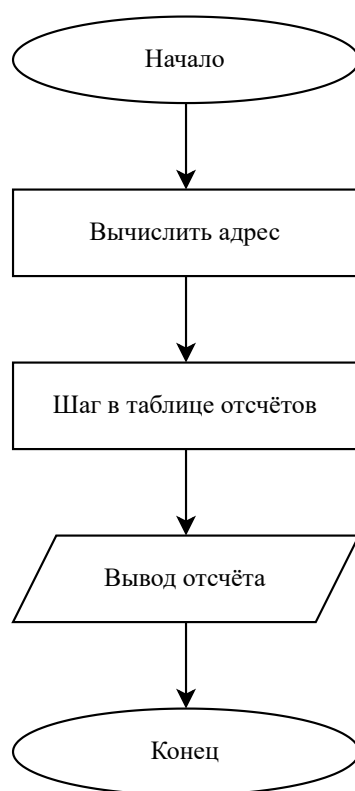 Начало
Вычислить адрес
Шаг в таблице отсчётов
Вывод отсчёта
Конец